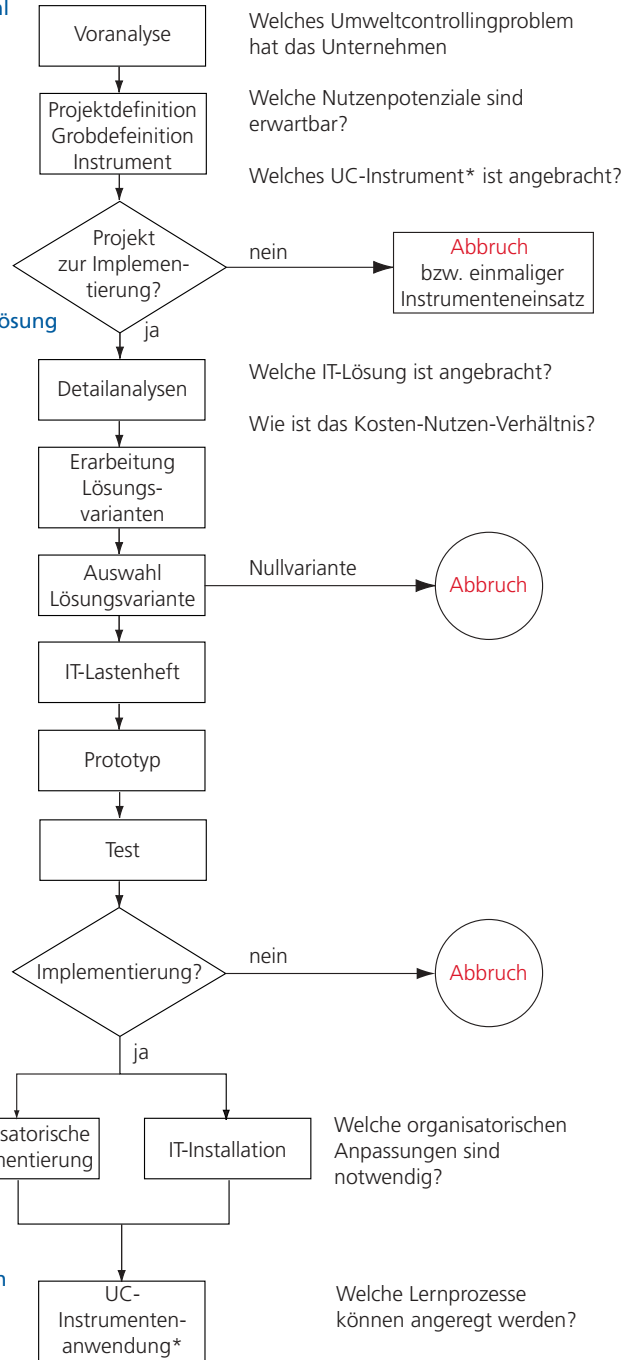 Voranalyse
Welches Umweltcontrollingproblem
hat das Unternehmen
Projektdefinition
Grobdefeinition
Instrument
Welche Nutzenpotenziale sind
erwartbar?
Welches UC-Instrument* ist angebracht?
Projekt
zur Implemen-
tierung?
nein
Abbruch
bzw. einmaliger
Instrumenteneinsatz
ja
Detailanalysen
Welche IT-Lösung ist angebracht?
Wie ist das Kosten-Nutzen-Verhältnis?
Erarbeitung
Lösungs-
varianten
Auswahl
Lösungsvariante
Nullvariante
Abbruch
IT-Lastenheft
Prototyp
Test
Implementierung?
nein
Abbruch
ja
satorische
mentierung
IT-Installation
Welche organisatorischen
Anpassungen sind
notwendig?
UC-
Instrumenten-
anwendung*
Welche Lernprozesse
können angeregt werden?